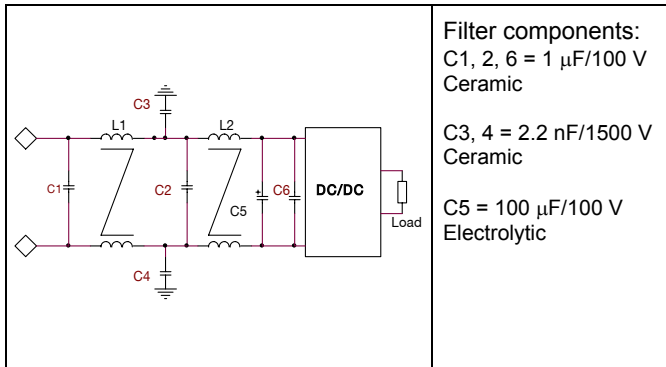 C3
L1
L2
C1
C2
C5
C6
DC/DC
Load
C4
Filter components:
C1, 2, 6 = 1 μF/100 V
Ceramic
C3, 4 = 2.2 nF/1500 V
Ceramic
C5 = 100 μF/100 V
Electrolytic